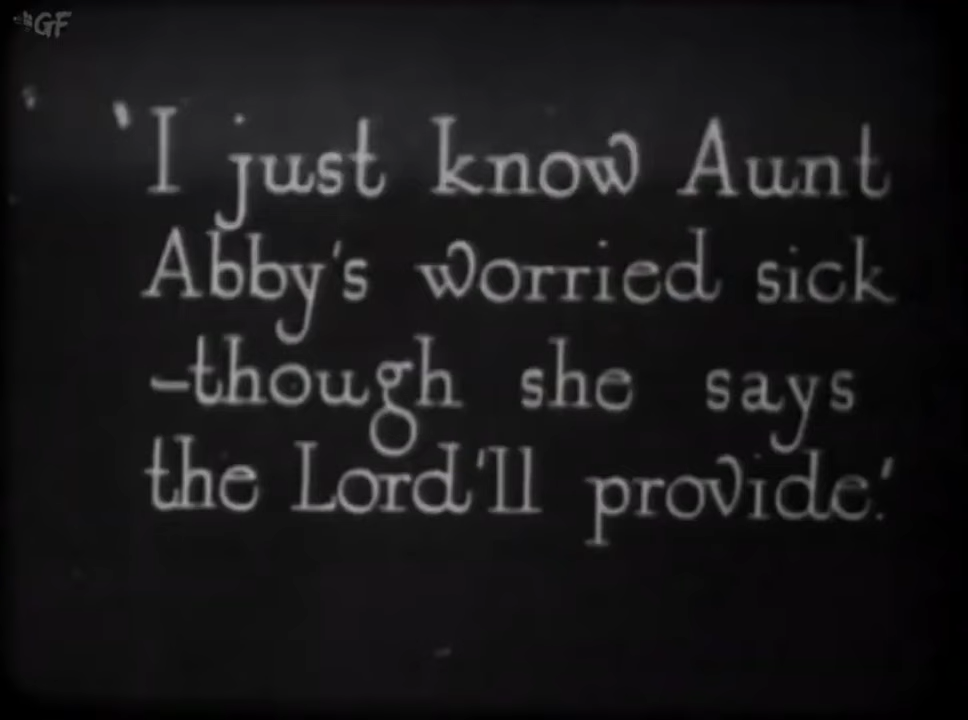 GF
'I just know Aunt
Abby's worried sick
–though she says
the Lord'll provide.'